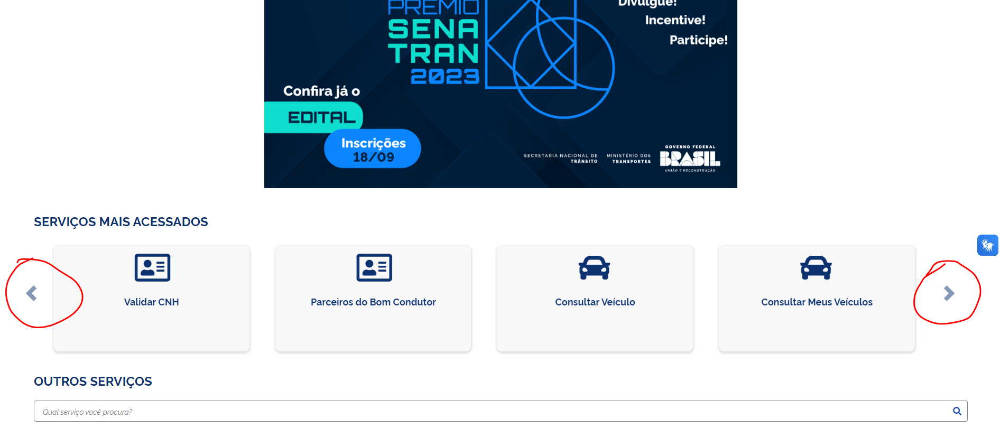 Divulgue!
PRÊMIO
SENA
TRAN
2023
Incentive!
Participe!
Confira já o
EDITAL
Inscrições
18/09
SECRETARIA NACIONAL DE
TRÂNSITO
MINISTÉRIO DOS
TRANSPORTES
GOVERNO FEDERAL
BRASIL
UNIÃO E RECONSTRUÇÃO
SERVIÇOS MAIS ACESSADOS
Validar CNH
Parceiros do Bom Condutor
Consultar Veículo
Consultar Meus Veículos
OUTROS SERVIÇOS
Qual serviço você procura?